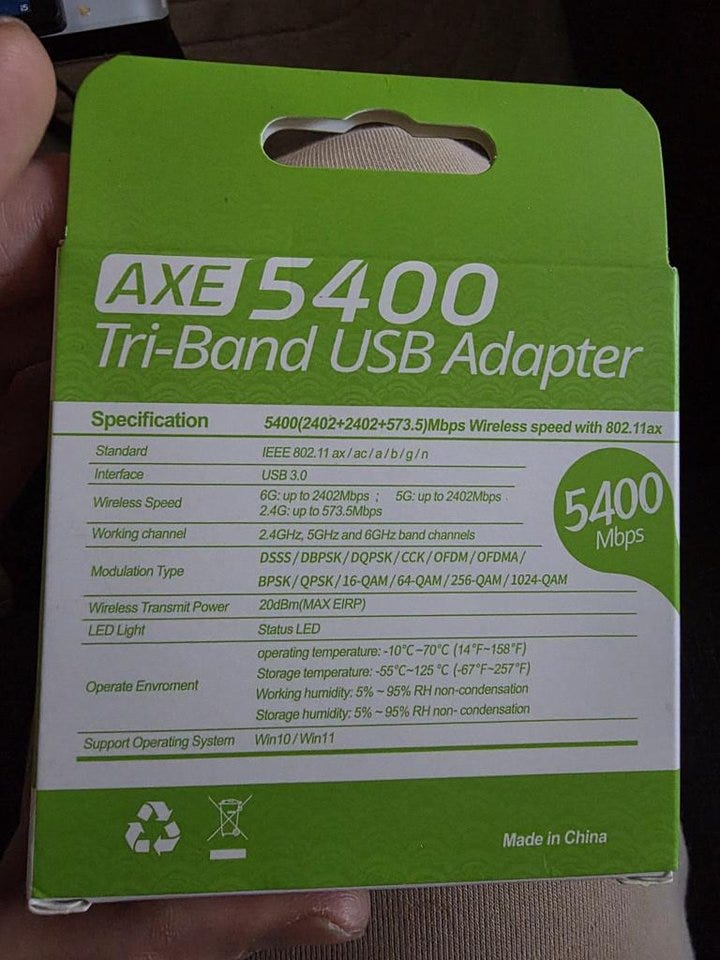 i5
AXE 5400
Tri-Band USB Adapter
Specification 5400(2402+2402+573.5)Mbps Wireless speed with 802.11ax
Standard IEEE 802.11 ax / ac / a / b / g / n
Interface USB 3.0
Wireless Speed 6G: up to 2402Mbps ; 5G: up to 2402Mbps .
2.4G: up to 573.5Mbps
5400
Mbps
Working channel 2.4GHz, 5GHz and 6GHz band channels
Modulation Type DSSS / DBPSK / DQPSK / CCK / OFDM / OFDMA /
BPSK / QPSK / 16-QAM / 64-QAM / 256-QAM / 1024-QAM
Wireless Transmit Power 20dBm(MAX EIRP)
LED Light Status LED
Operate Enviroment operating temperature: -10°C~70°C (14°F~158°F)
Storage temperature: -55°C~125 °C (-67°F~257°F)
Working humidity: 5% ~ 95% RH non-condensation
Storage humidity: 5% ~ 95% RH non- condensation
Support Operating System Win10 / Win11
Made in China